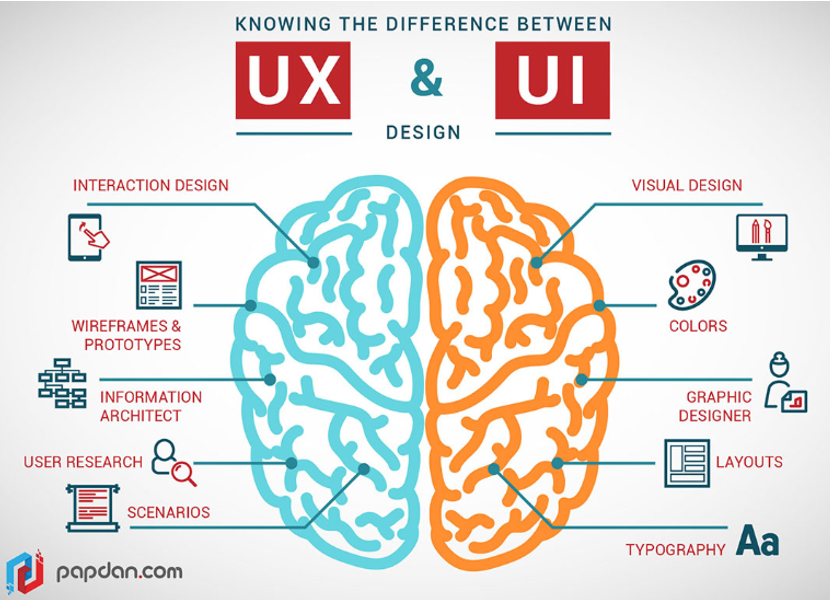 KNOWING THE DIFFERENCE BETWEEN
UX & UI
DESIGN
INTERACTION DESIGN
WIREFRAMES &
PROTOTYPES
INFORMATION
ARCHITECT
USER RESEARCH
SCENARIOS
VISUAL DESIGN
COLORS
GRAPHIC
DESIGNER
LAYOUTS
TYPOGRAPHY Aa
papdan.com